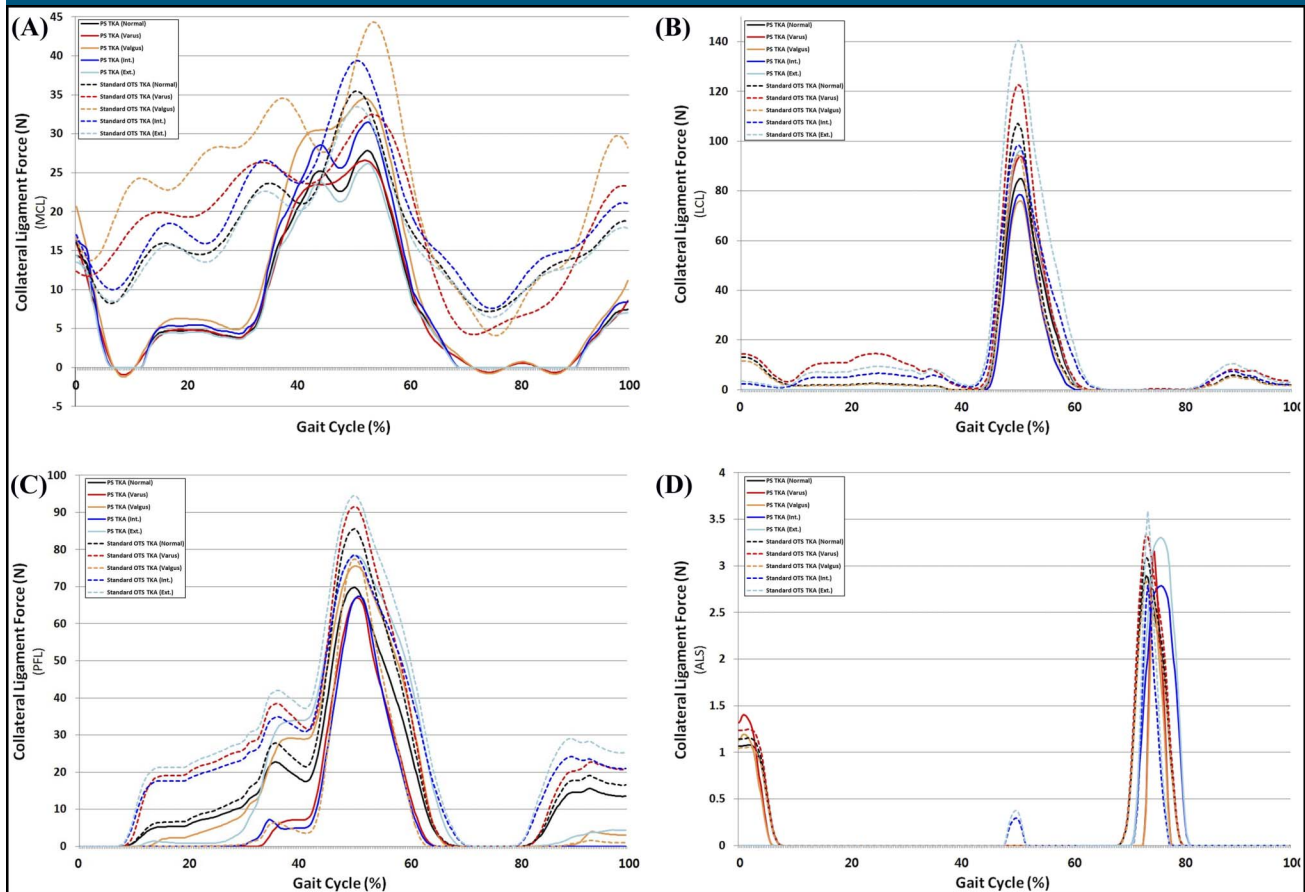 (A)
Collateral Ligament Force (N)
(MCL)
45
40
35
30
25
20
15
10
5
0
-5
PS TKA (Normal)
PS TKA (Varus)
PS TKA (Valgus)
PS TKA (Int.)
PS TKA (Ext.)
Standard OTS TKA (Normal)
Standard OTS TKA (Varus)
Standard OTS TKA (Valgus)
Standard OTS TKA (Int.)
Standard OTS TKA (Ext.)
0 20 40 60 80 100
Gait Cycle (%)
(B)
Collateral Ligament Force (N)
(LCL)
140
120
100
80
60
40
20
0
PS TKA (Normal)
PS TKA (Varus)
PS TKA (Valgus)
PS TKA (Int.)
PS TKA (Ext.)
Standard OTS TKA (Normal)
Standard OTS TKA (Varus)
Standard OTS TKA (Valgus)
Standard OTS TKA (Int.)
Standard OTS TKA (Ext.)
0 20 40 60 80 100
Gait Cycle (%)
(C)
Collateral Ligament Force (N)
(PFL)
100
90
80
70
60
50
40
30
20
10
0
PS TKA (Normal)
PS TKA (Varus)
PS TKA (Valgus)
PS TKA (Int.)
PS TKA (Ext.)
Standard OTS TKA (Normal)
Standard OTS TKA (Varus)
Standard OTS TKA (Valgus)
Standard OTS TKA (Int.)
Standard OTS TKA (Ext.)
0 20 40 60 80 100
Gait Cycle (%)
(D)
Collateral Ligament Force (N)
(ALS)
4
3.5
3
2.5
2
1.5
1
0.5
0
PS TKA (Normal)
PS TKA (Varus)
PS TKA (Valgus)
PS TKA (Int.)
PS TKA (Ext.)
Standard OTS TKA (Normal)
Standard OTS TKA (Varus)
Standard OTS TKA (Valgus)
Standard OTS TKA (Int.)
Standard OTS TKA (Ext.)
0 20 40 60 80 100
Gait Cycle (%)